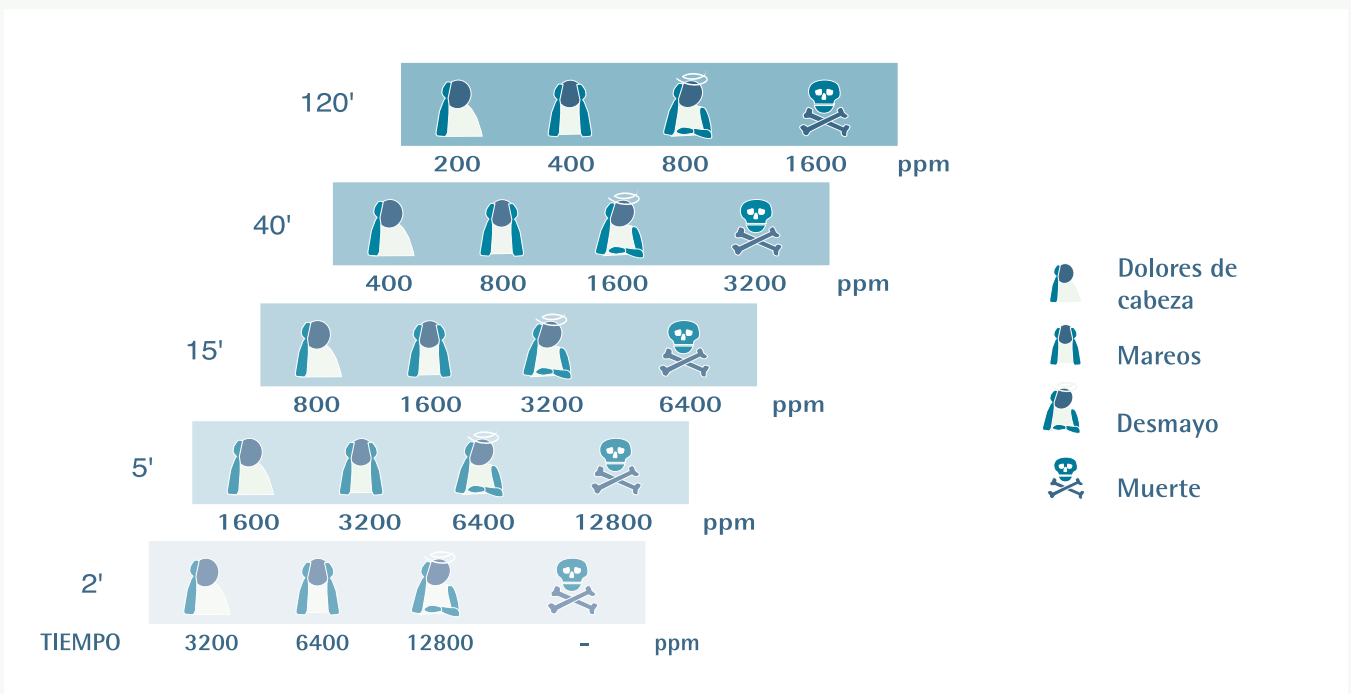 120'
200 400 800 1600 ppm
40'
400 800 1600 3200 ppm
15'
800 1600 3200 6400 ppm
5'
1600 3200 6400 12800 ppm
2'
TIEMPO 3200 6400 12800 - ppm
Dolores de
cabeza
Mareos
Desmayo
Muerte